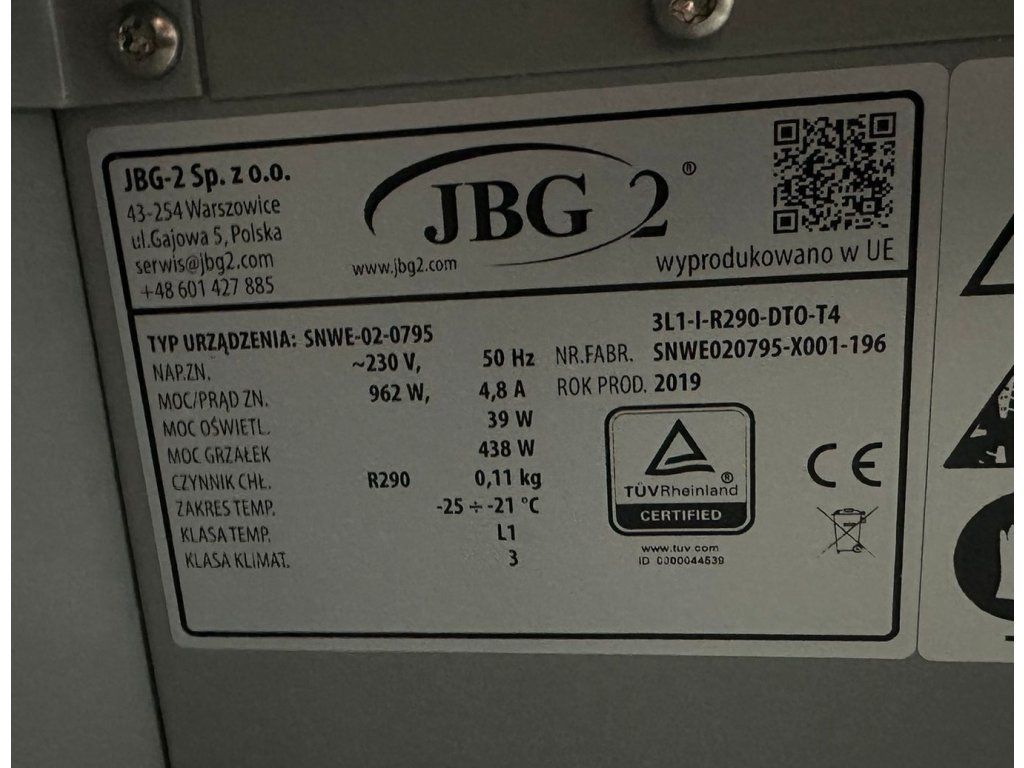 JBG-2 Sp. z o.o.
43-254 Warszowice
ul.Gajowa 5, Polska
serwis@jbg2.com
+48 601 427 885
JBG 2®
www.jbg2.com
wyprodukowano w UE
TYP URZĄDZENIA: SNWE-02-0795 3L1-I-R290-DTO-T4
NAP.ZN. ~230 V, 50 Hz NR.FABR. SNWE020795-X001-196
MOC/PRĄD ZN. 962 W, 4,8 A ROK PROD. 2019
MOC OŚWIETL. 39 W
MOC GRZAŁEK 438 W
CZYNNIK CHŁ. R290 0,11 kg
ZAKRES TEMP. -25 ÷ -21 °C
KLASA TEMP. L1
KLASA KLIMAT. 3
TÜVRheinland®
CERTIFIED
www.tuv.com
ID 0000044539
CE